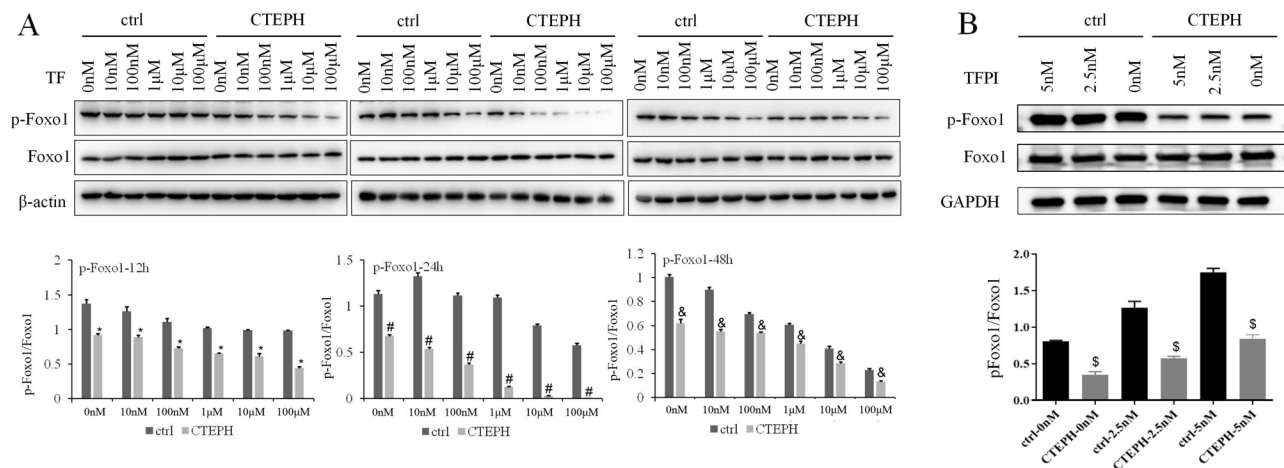 A
ctrl CTEPH ctrl CTEPH ctrl CTEPH
TF 0nM 10nM 100nM 1μM 10μM 100μM 0nM 10nM 100nM 1μM 10μM 100μM 0nM 10nM 100nM 1μM 10μM 100μM 0nM 10nM 100nM 1μM 10μM 100μM 0nM 10nM 100nM 1μM 10μM 100μM 0nM 10nM 100nM 1μM 10μM 100μM
p-Foxo1
Foxo1
β-actin
p-Foxo1-12h
p-Foxo1/Foxo1
2
1.5
1
0.5
0
* * * * * *
0nM 10nM 100nM 1μM 10μM 100μM
ctrl CTEPH
p-Foxo1-24h
p-Foxo1/Foxo1
1.5
1
0.5
0
# # # # # #
0nM 10nM 100nM 1μM 10μM 100μM
ctrl CTEPH
p-Foxo1-48h
p-Foxo1/Foxo1
1.2
1
0.8
0.6
0.4
0.2
0
& & & & & &
0nM 10nM 100nM 1μM 10μM 100μM
ctrl CTEPH
B
ctrl CTEPH
TFPI 5nM 2.5nM 0nM 5nM 2.5nM 0nM
p-Foxo1
Foxo1
GAPDH
pFoxo1/Foxo1
2.0
1.5
1.0
0.5
0.0
$ $ $
ctrl-0nM CTEPH-0nM ctrl-2.5nM CTEPH-2.5nM ctrl-5nM CTEPH-5nM